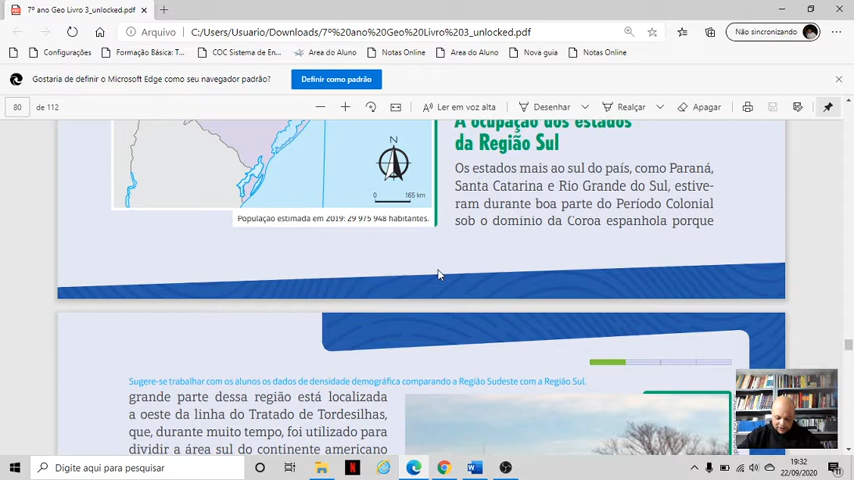 7º ano Geo Livro 3_unlocked.pdf
Arquivo C:/Users/Usuario/Downloads/7º%20ano%20Geo%20Livro%203_unlocked.pdf
Não sincronizando
Configurações
Formação Básica: T...
COC Sistema de En...
Area do Aluno
Notas Online
Area do Aluno
Nova guia
Notas Online
Gostaria de definir o Microsoft Edge como seu navegador padrão?
Definir como padrão
80 de 112
Ler em voz alta
Desenhar
Realçar
Apagar
A ocupação dos estados
da Região Sul
N
0 165 km
População estimada em 2019: 29 975 948 habitantes.
Os estados mais ao sul do país, como Paraná,
Santa Catarina e Rio Grande do Sul, estive-
ram durante boa parte do Período Colonial
sob o domínio da Coroa espanhola porque
Sugere-se trabalhar com os alunos os dados de densidade demográfica comparando a Região Sudeste com a Região Sul.
grande parte dessa região está localizada
a oeste da linha do Tratado de Tordesilhas,
que, durante muito tempo, foi utilizado para
dividir a área sul do continente americano
Digite aqui para pesquisar
19:32
22/09/2020